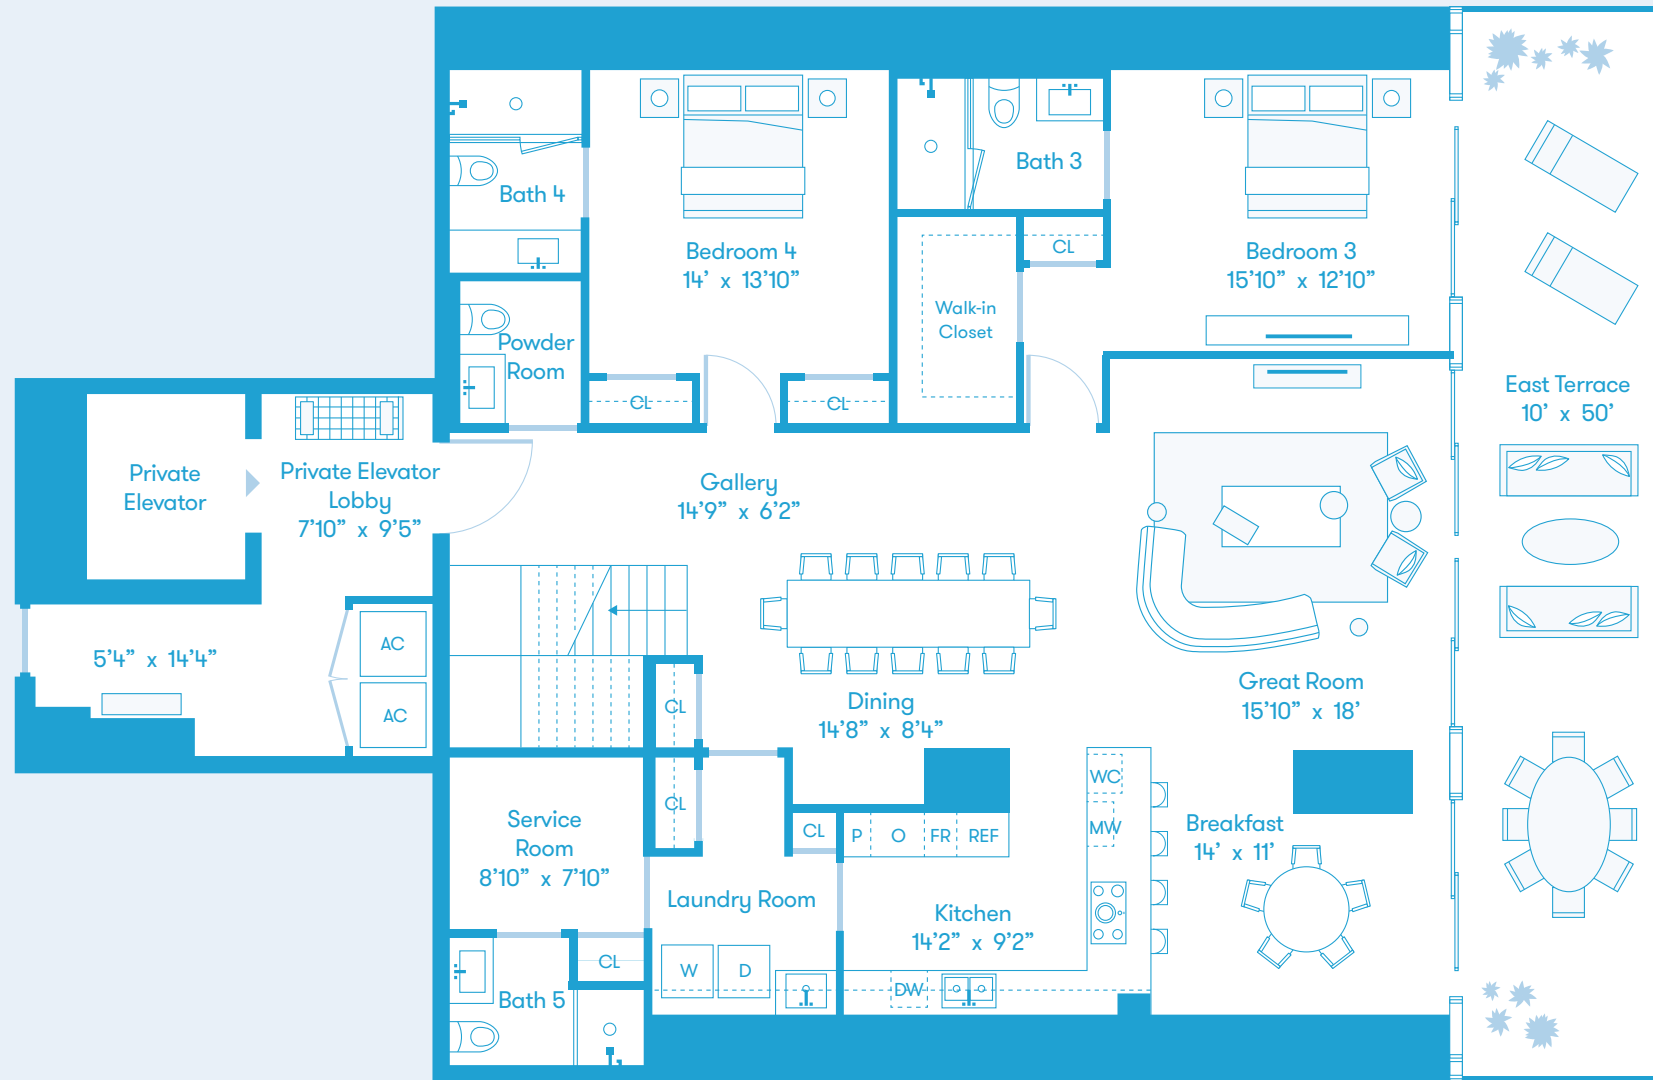 Bath 4
Bedroom 4
14’ x 13’10”
Bath 3
CL
Walk-in
Closet
Bedroom 3
15’10” x 12’10”
Powder
Room
CL
CL
East Terrace
10’ x 50’
Private
Elevator
Private Elevator
Lobby
7’10” x 9’5”
Gallery
14’9” x 6’2”
5’4” x 14’4”
AC
AC
CL
Dining
14’8” x 8’4”
Great Room
15’10” x 18’
CL
Service
Room
8’10” x 7’10”
CL
P
O
FR
REF
WC
MW
Breakfast
14’ x 11’
Laundry Room
Kitchen
14’2” x 9’2”
CL
W
D
DW
Bath 5